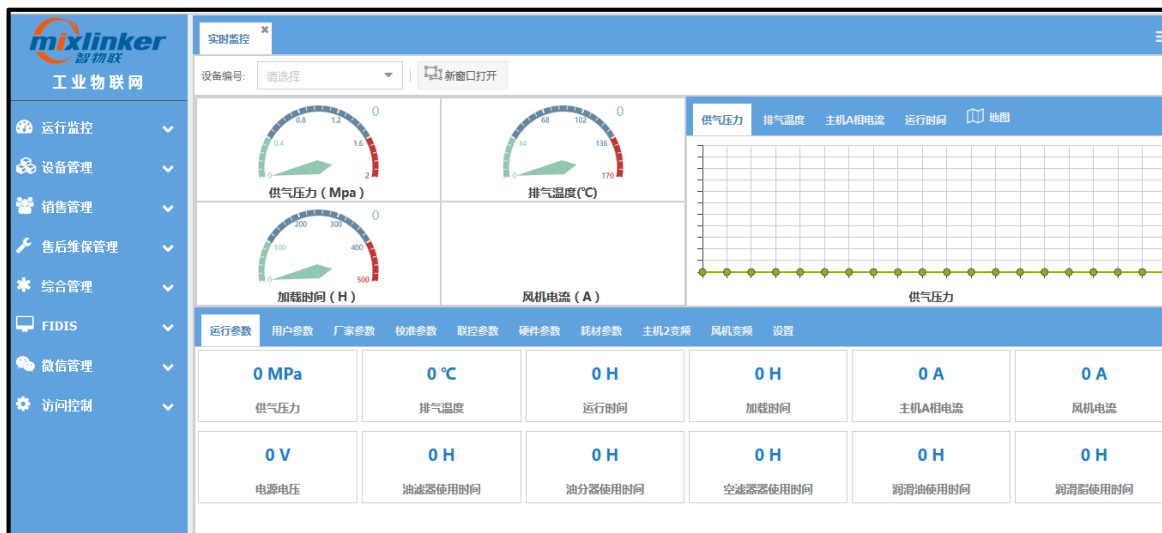 mixlinker
智物联
工业物联网
运行监控
设备管理
销售管理
售后维保管理
综合管理
FIDIS
微信管理
访问控制
实时监控
设备编号: 请选择 新窗口打开
0
0.8 1.2
0.4 1.6
0 2
供气压力 ( Mpa )
0
68 102
34 136
0 170
排气温度(℃)
0
200 300
100 400
0 500
加载时间 ( H )
风机电流 ( A )
供气压力 排气温度 主机A相电流 运行时间 地图
供气压力
运行参数 用户参数 厂家参数 校准参数 联控参数 硬件参数 耗材参数 主机2变频 风机变频 设置
0 MPa 0 ℃ 0 H 0 H 0 A 0 A
供气压力 排气温度 运行时间 加载时间 主机A相电流 风机电流
0 V 0 H 0 H 0 H 0 H 0 H
电源电压 油滤器使用时间 油分器使用时间 空滤器器使用时间 润滑油使用时间 润滑脂使用时间